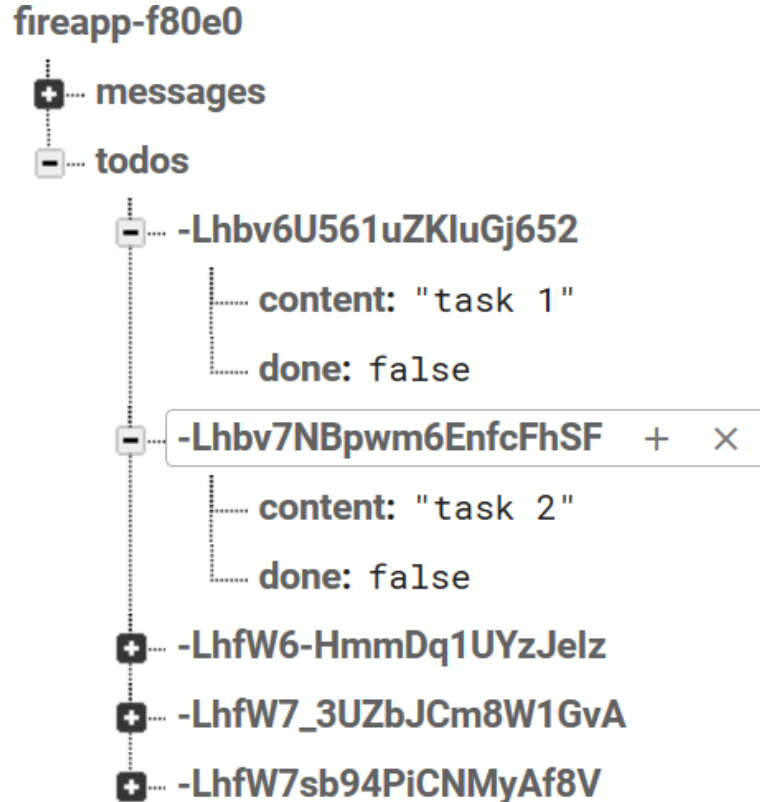 fireapp-f80e0
messages
todos
-Lhbv6U561uZKIuGj652
content: "task 1"
done: false
-Lhbv7NBpwm6EnfcFhSF + ×
content: "task 2"
done: false
-LhfW6-HmmDq1UYzJelz
-LhfW7_3UZbJCm8W1GvA
-LhfW7sb94PiCNMyAf8V